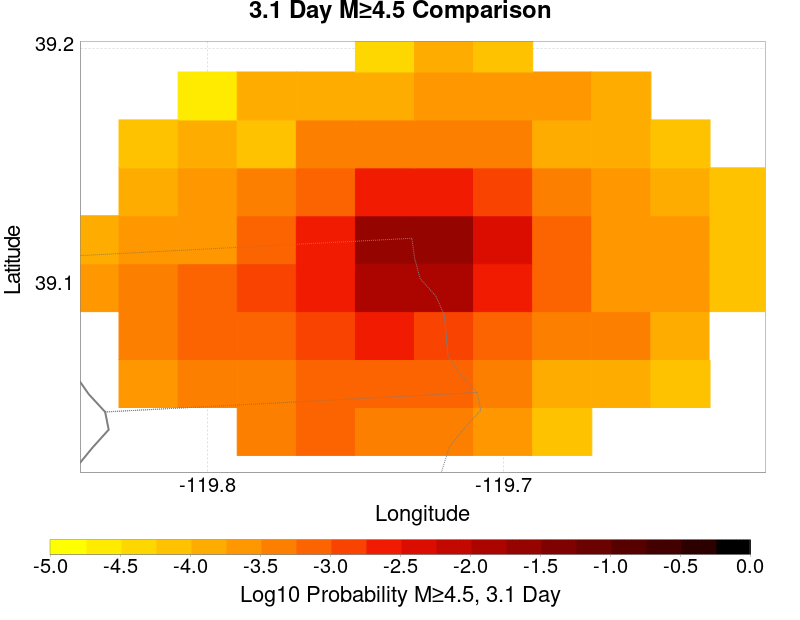 3.1 Day M≥4.5 Comparison
39.2
39.1
Latitude
-119.8 -119.7
Longitude
-5.0 -4.5 -4.0 -3.5 -3.0 -2.5 -2.0 -1.5 -1.0 -0.5 0.0
Log10 Probability M≥4.5, 3.1 Day